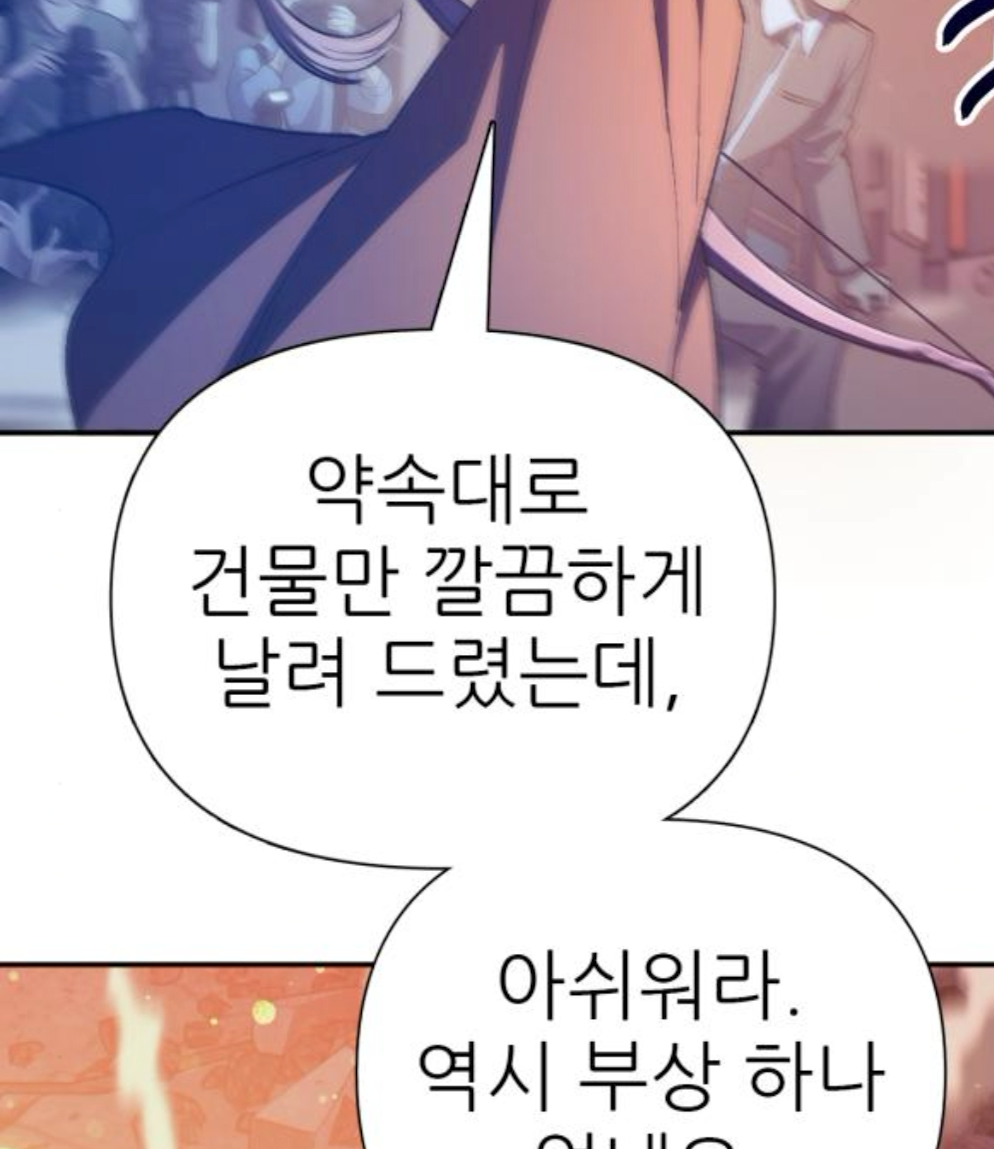 약속대로
건물만 깔끔하게
날려 드렸는데,
아쉬워라.
역시 부상 하나